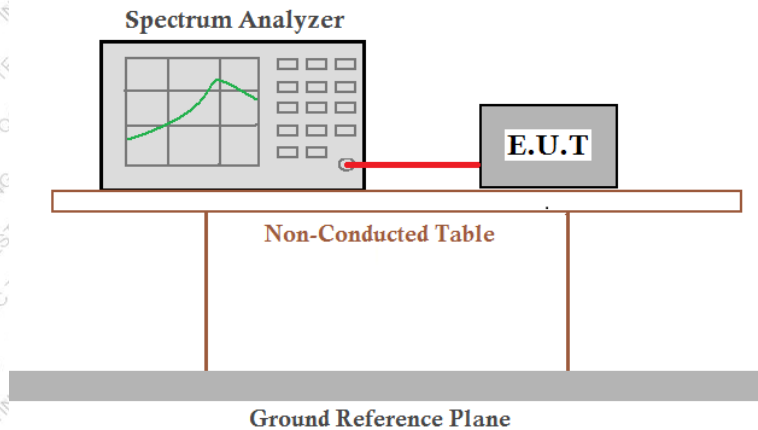 Spectrum Analyzer
E.U.T
Non-Conducted Table
Ground Reference Plane